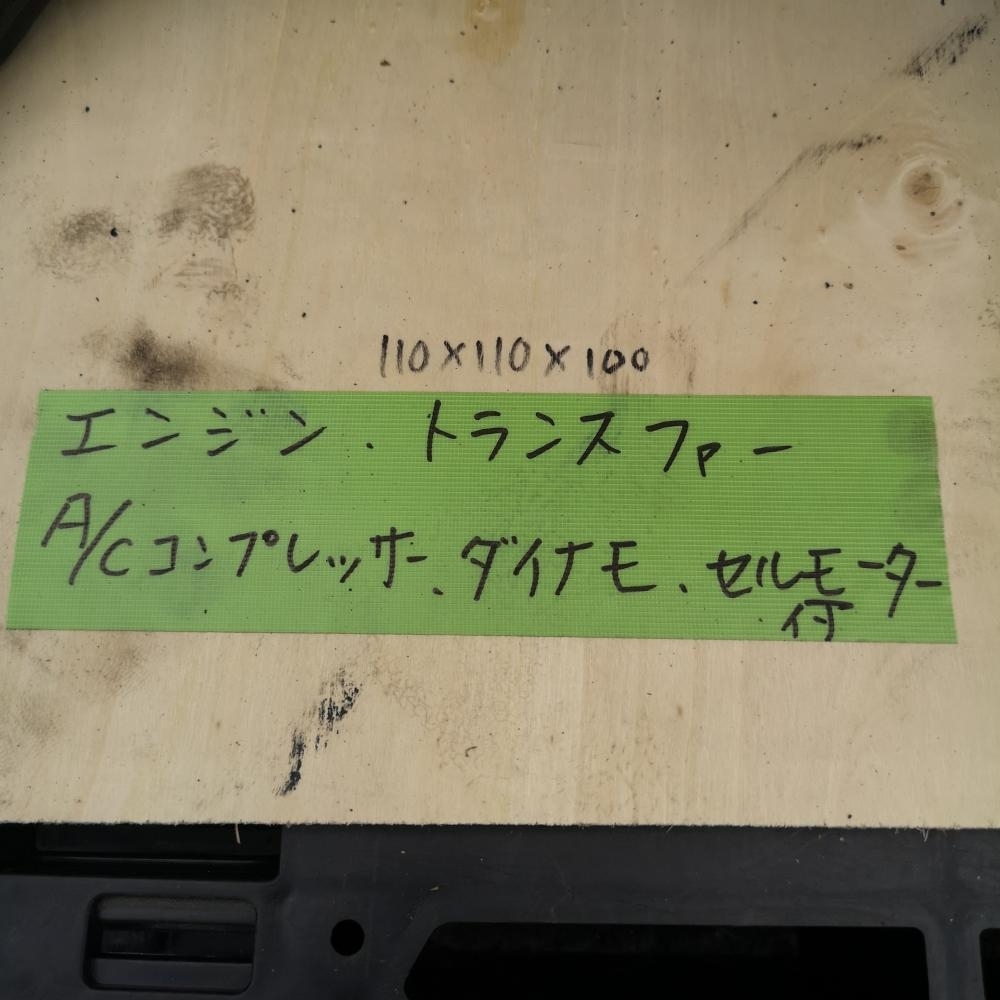 110×110×100
エンジン、トランスファー
A/Cコンプレッサー、ダイナモ、セルモーター
付